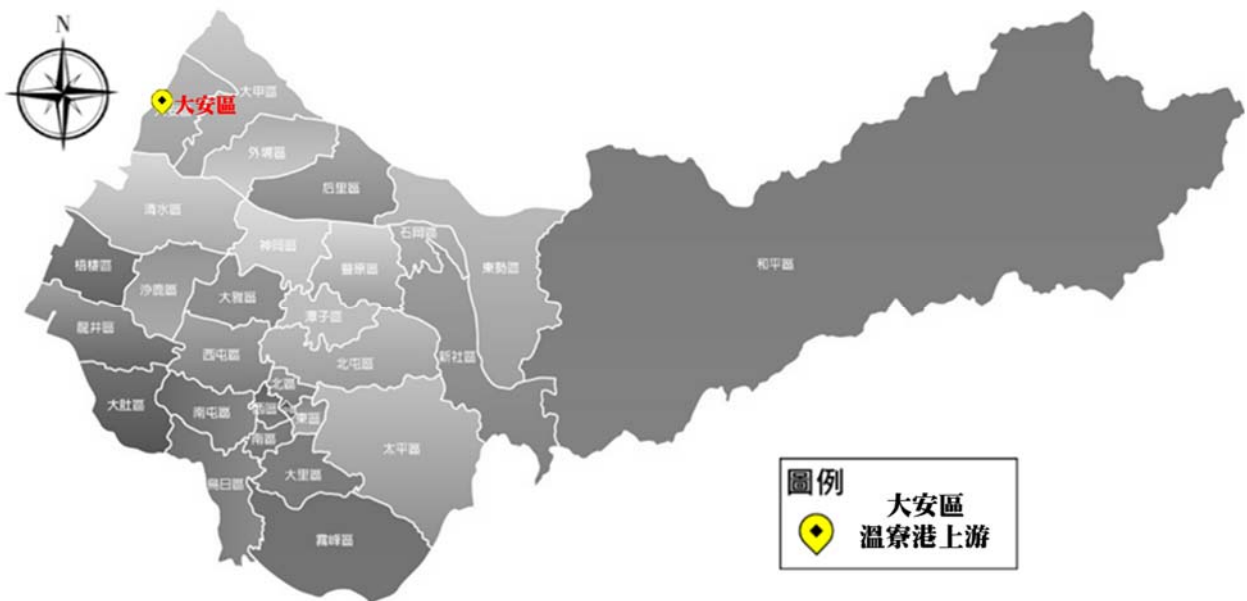 N
大甲區
大安區
外埔區
后里區
清水區
神岡區
石岡區
豐原區
東勢區
和平區
梧棲區
沙鹿區
大雅區
潭子區
龍井區
西屯區
北屯區
新社區
北區
大肚區
南屯區
西區
東區
南區
太平區
烏日區
大里區
霧峰區
圖例
大安區
溫寮港上游